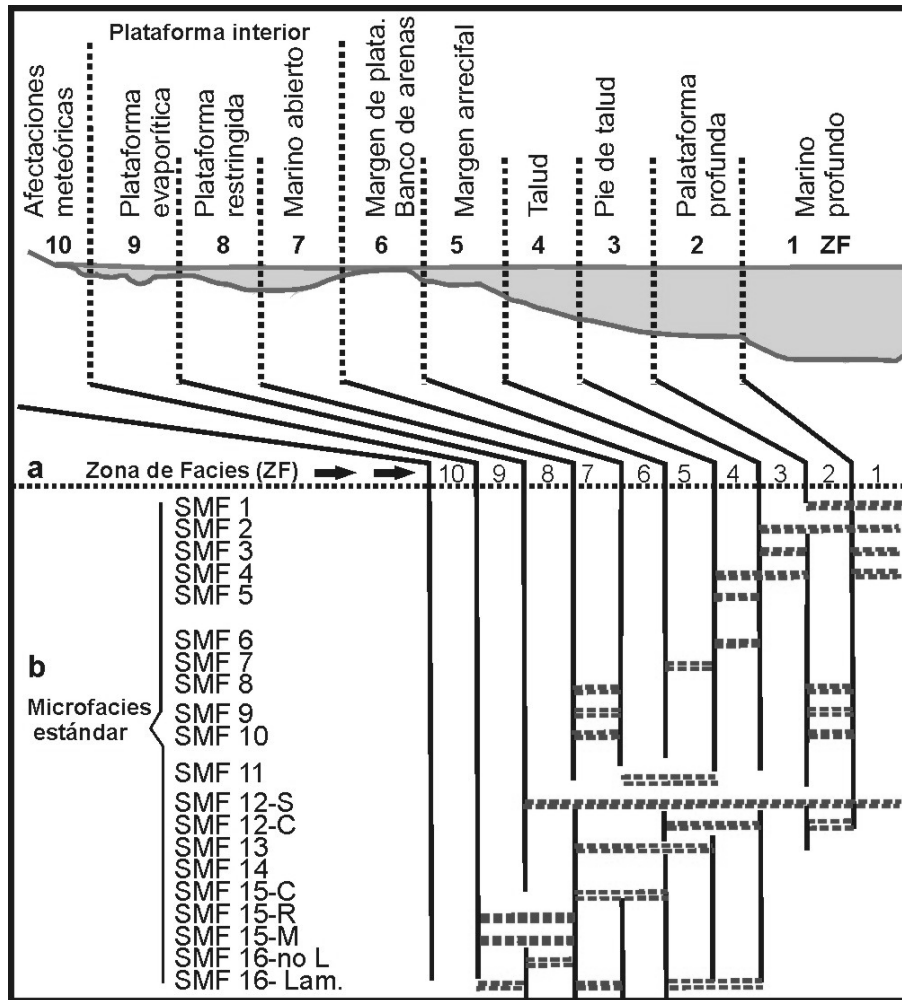 Plataforma interior
Afectaciones
meteóricas
Plataforma
evaporítica
Plataforma
restringida
Marino abierto
Margen de plata.
Banco de arenas
Margen arrecifal
Talud
Pie de talud
Palataforma
profunda
Marino
profundo
10 9 8 7 6 5 4 3 2 1 ZF
a Zona de Facies (ZF) 10 9 8 7 6 5 4 3 2 1
SMF 1
SMF 2
SMF 3
SMF 4
SMF 5
SMF 6
b
SMF 7
SMF 8
Microfacies
estándar
SMF 9
SMF 10
SMF 11
SMF 12-S
SMF 12-C
SMF 13
SMF 14
SMF 15-C
SMF 15-R
SMF 15-M
SMF 16-no L
SMF 16- Lam.